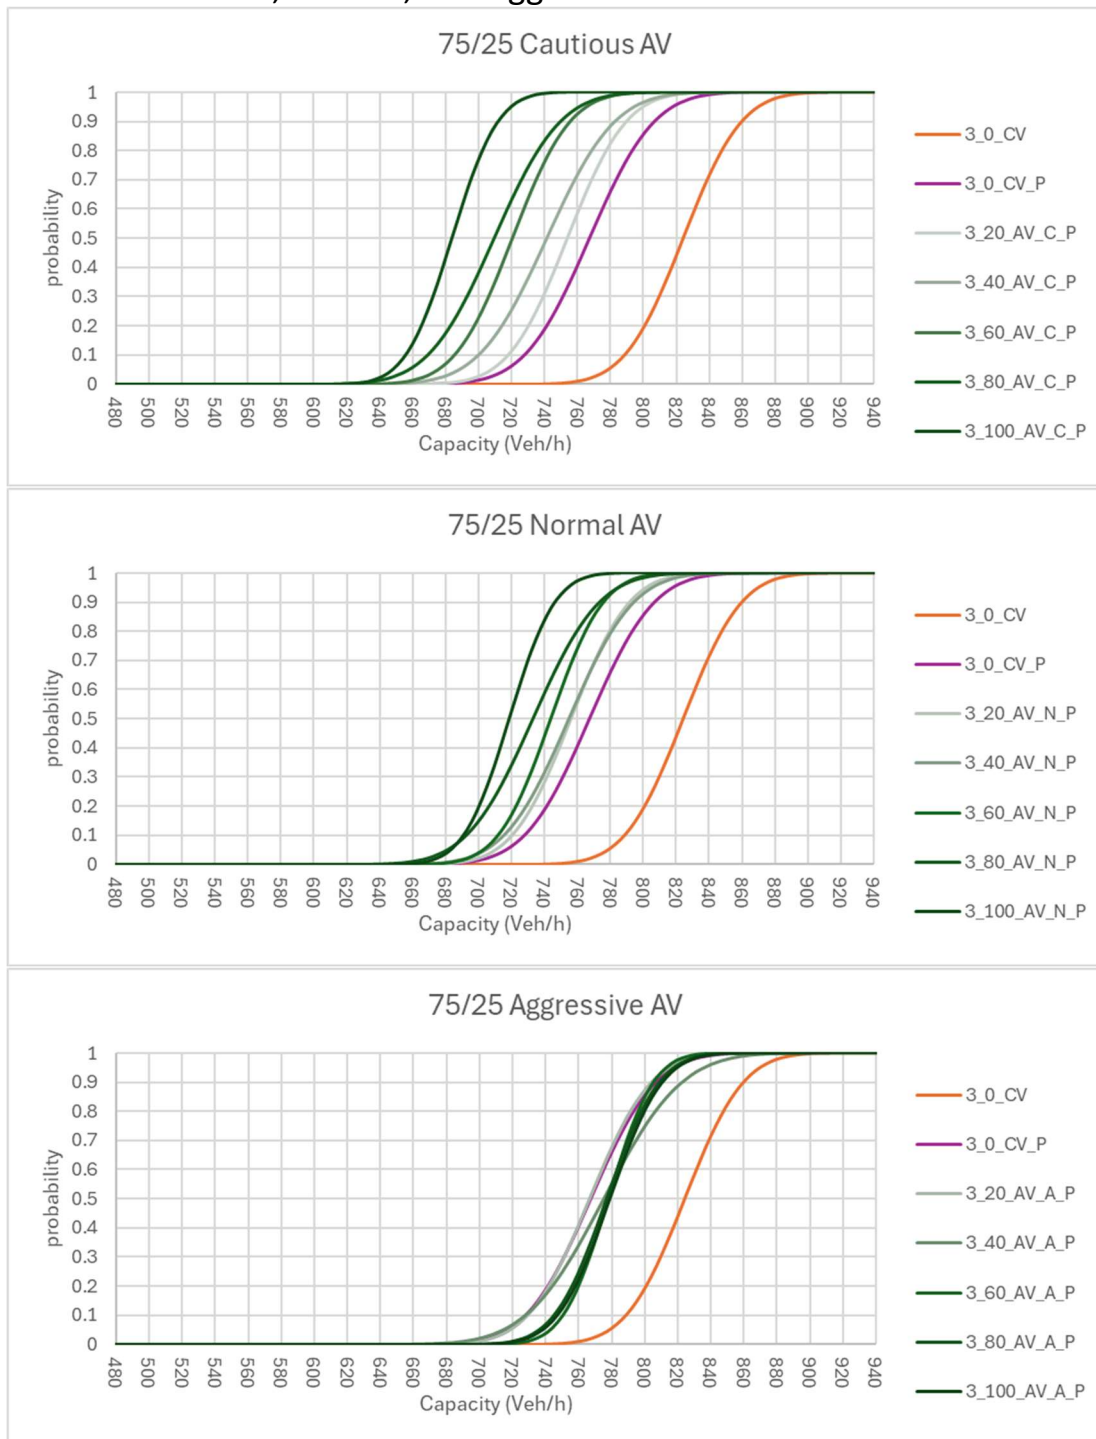 75/25 Cautious AV
1
0.9
0.8
0.7
0.6
0.5
0.4
0.3
0.2
0.1
0
probability
480 500 520 540 560 580 600 620 640 660 680 700 720 740 760 780 800 820 840 860 880 900 920 940
Capacity (Veh/h)
3_0_CV
3_0_CV_P
3_20_AV_C_P
3_40_AV_C_P
3_60_AV_C_P
3_80_AV_C_P
3_100_AV_C_P
75/25 Normal AV
1
0.9
0.8
0.7
0.6
0.5
0.4
0.3
0.2
0.1
0
probability
480 500 520 540 560 580 600 620 640 660 680 700 720 740 760 780 800 820 840 860 880 900 920 940
Capacity (Veh/h)
3_0_CV
3_0_CV_P
3_20_AV_N_P
3_40_AV_N_P
3_60_AV_N_P
3_80_AV_N_P
3_100_AV_N_P
75/25 Aggressive AV
1
0.9
0.8
0.7
0.6
0.5
0.4
0.3
0.2
0.1
0
probability
480 500 520 540 560 580 600 620 640 660 680 700 720 740 760 780 800 820 840 860 880 900 920 940
Capacity (Veh/h)
3_0_CV
3_0_CV_P
3_20_AV_A_P
3_40_AV_A_P
3_60_AV_A_P
3_80_AV_A_P
3_100_AV_A_P